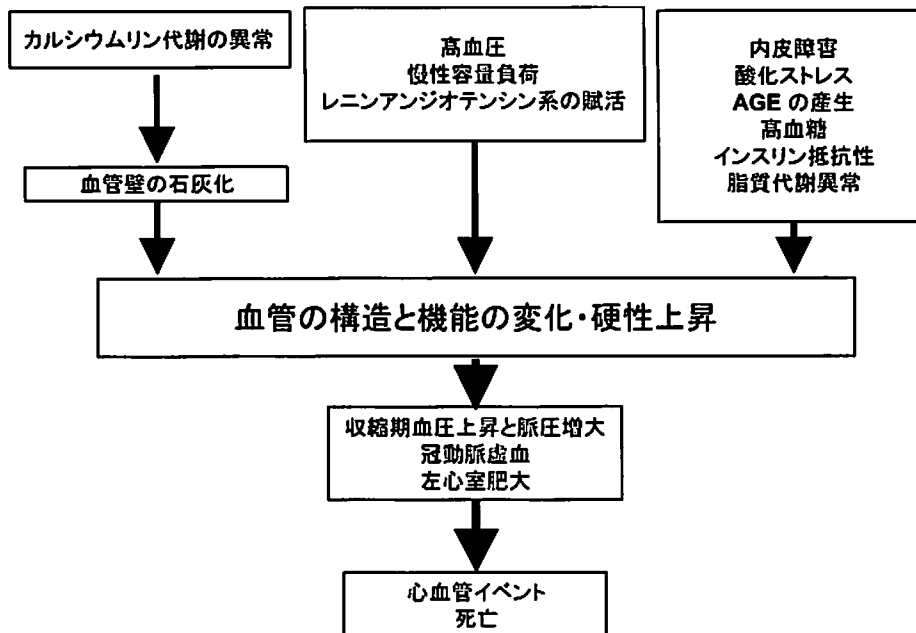 カルシウムリン代謝の異常
血管壁の石灰化
高血圧
慢性容量負荷
レニンアンジオテンシン系の賦活
内皮障害
酸化ストレス
AGE の産生
高血糖
インスリン抵抗性
脂質代謝異常
血管の構造と機能の変化・硬性上昇
収縮期血圧上昇と脈圧増大
冠動脈虚血
左心室肥大
心血管イベント
死亡